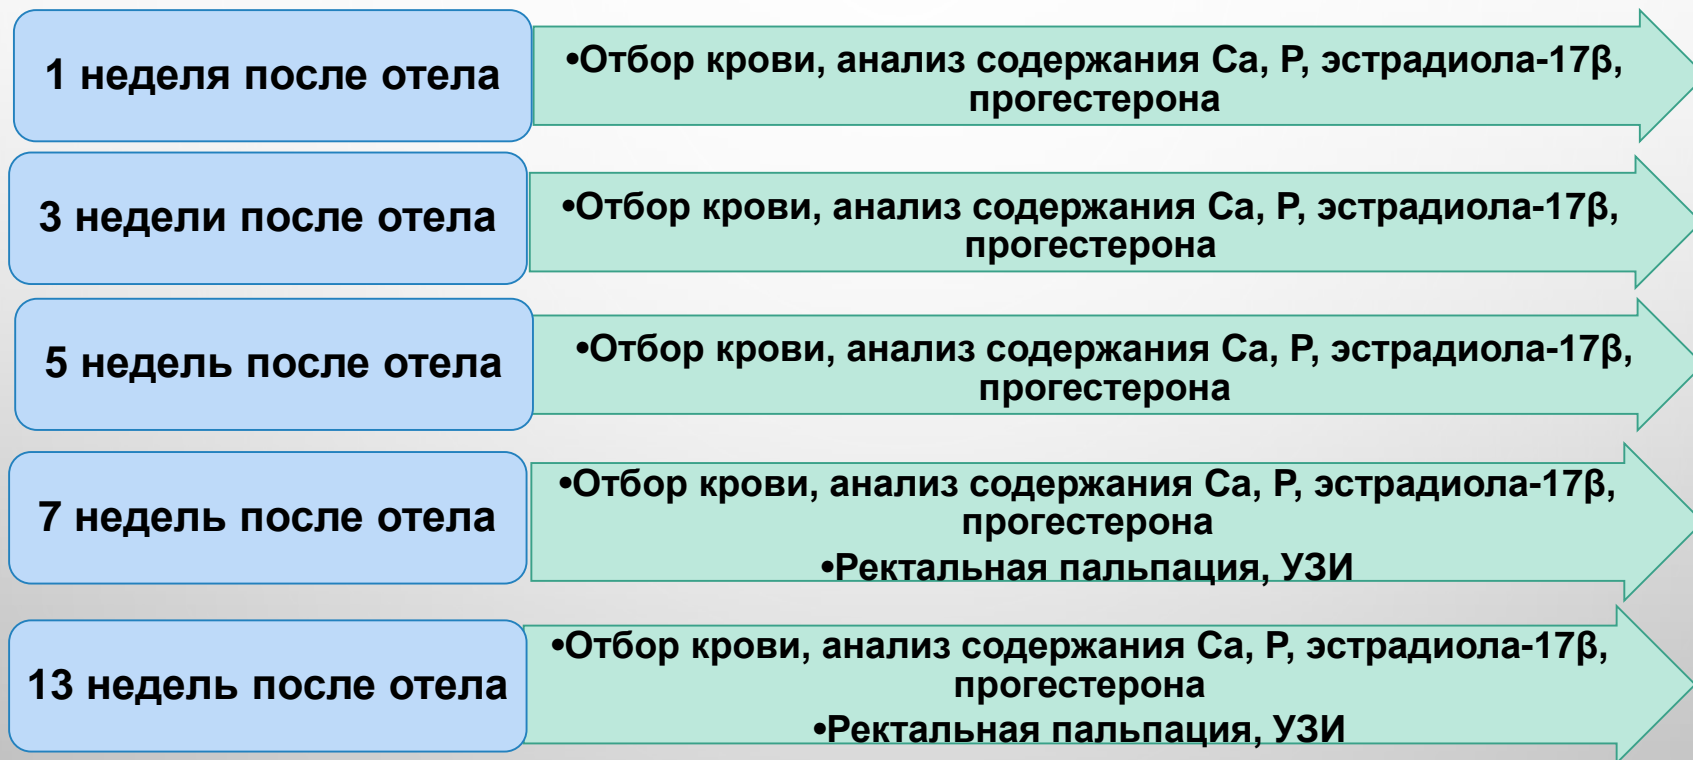 1 неделя после отела
•Отбор крови, анализ содержания Ca, P, эстрадиола-17β,
прогестерона
3 недели после отела
•Отбор крови, анализ содержания Ca, P, эстрадиола-17β,
прогестерона
5 недель после отела
•Отбор крови, анализ содержания Ca, P, эстрадиола-17β,
прогестерона
7 недель после отела
•Отбор крови, анализ содержания Ca, P, эстрадиола-17β,
прогестерона
•Ректальная пальпация, УЗИ
13 недель после отела
•Отбор крови, анализ содержания Ca, P, эстрадиола-17β,
прогестерона
•Ректальная пальпация, УЗИ